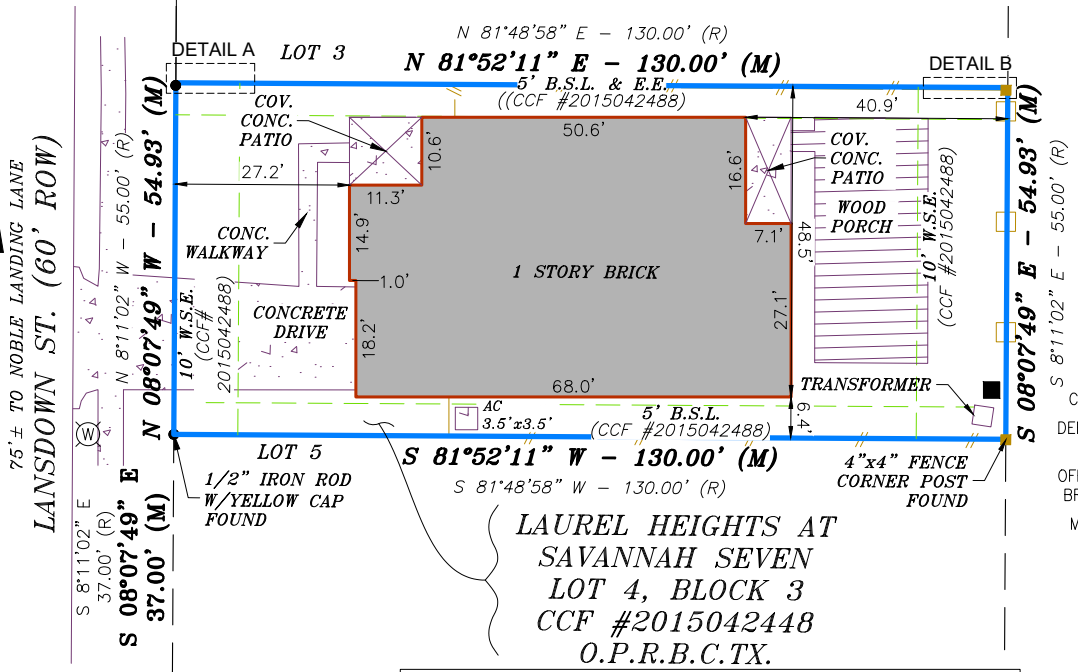 N 81°48'58" E - 130.00' (R)
DETAIL A
LOT 3
N 81°52'11" E - 130.00' (M)
DETAIL B
5' B.S.L. & E.E.
((CCF #2015042488)
COV.
CONC.
PATIO
50.6'
40.9'
10.6'
16.6'
COV.
CONC.
PATIO
27.2'
11.3'
WOOD
PORCH
CONC.
WALKWAY
14.9'
7.1'
48.5'
1 STORY BRICK
1.0'
CONCRETE
DRIVE
18.2'
27.1'
68.0'
TRANSFORMER
AC
3.5'x3.5'
5' B.S.L.
(CCF #2015042488)
6.4'
10' W.S.E.
(CCF#
2015042488)
10' W.S.E.
(CCF #2015042488)
N 08°07'49" W - 54.93' (M)
N 8°11'02" W - 55.00' (R)
S 08°07'49" E - 54.93' (M)
S 8°11'02" E - 55.00' (R)
75'± TO NOBLE LANDING LANE
LANSDOWN ST. (60' ROW)
W
LOT 5
S 81°52'11" W - 130.00' (M)
S 81°48'58" W - 130.00' (R)
1/2" IRON ROD
W/YELLOW CAP
FOUND
4"x4" FENCE
CORNER POST
FOUND
S 8°11'02" E
37.00' (R)
S 08°07'49" E
37.00' (M)
LAUREL HEIGHTS AT
SAVANNAH SEVEN
LOT 4, BLOCK 3
CCF #2015042448
O.P.R.B.C.TX.